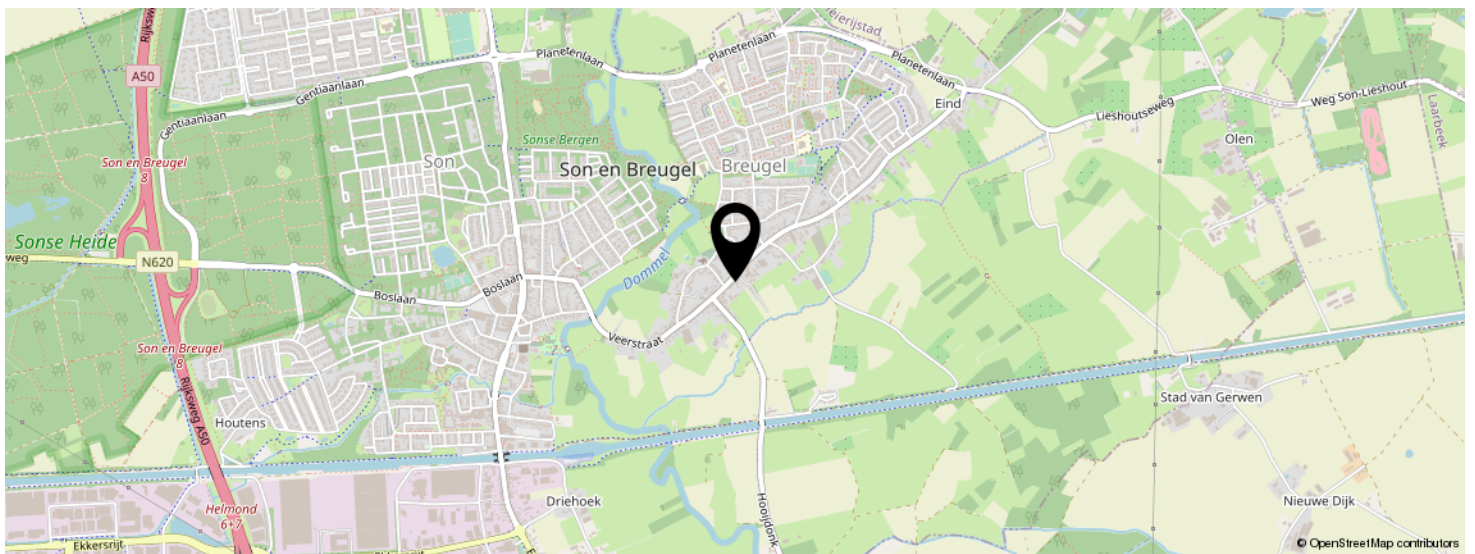 Rijksweg
eierijstad
Planetenlaan
Planetenlaan
Planetenlaan
A50
Gentiaanlaan
Gentiaanlaan
Eind
Weg Son-Lieshout
Lieshoutseweg
Laarbeek
Olen
Sonse Bergen
Son en Breugel
8
Son
Son en Breugel
Breugel
Sonse Heide
weg
N620
Dommel
Boslaan
Boslaan
Veerstraat
Son en Breugel
8
Rijksweg A50
Houtens
Stad van Gerwen
Driehoek
Hooijdonk
Nieuwe Dijk
Helmond
6+7
Ekkersrijt
© OpenStreetMap contributors